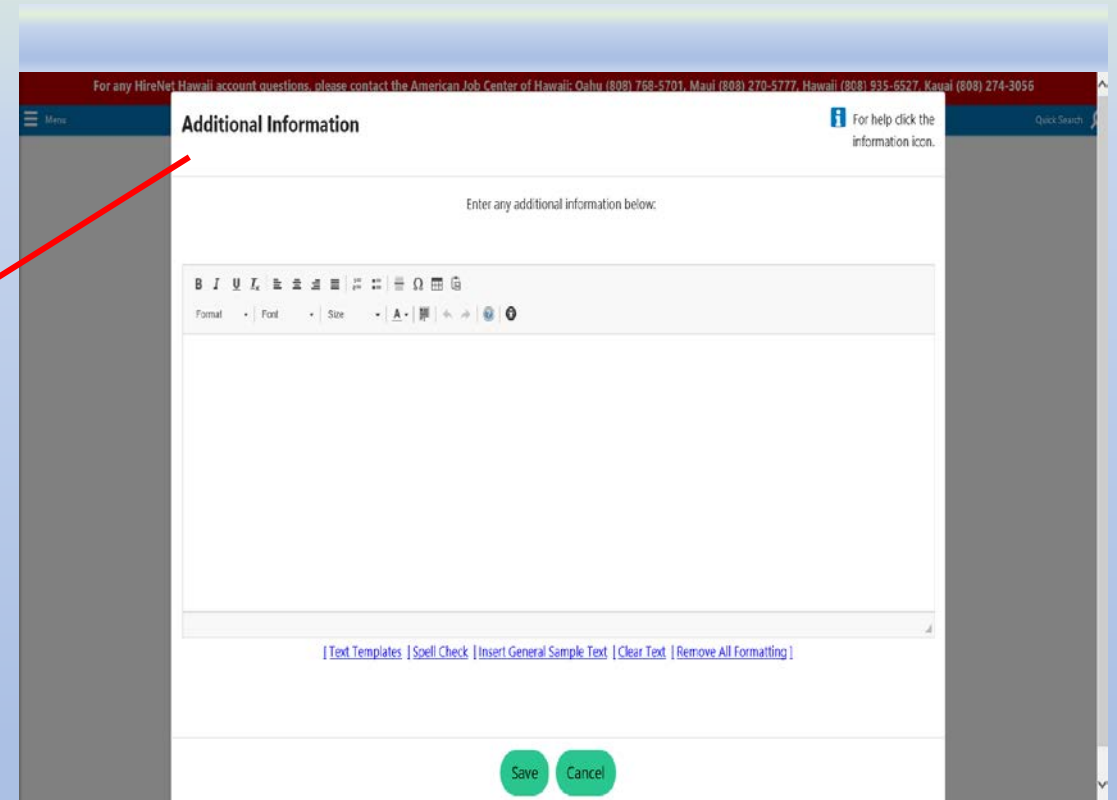 For any HireNet Hawaii account questions, please contact the American Job Center of Hawaii: Oahu (808) 768-5701, Maui (808) 270-5777, Hawaii (808) 935-6527, Kauai (808) 274-3056
Menu
Quick Search
Additional Information
For help click the
information icon.
Enter any additional information below:
B I U Ix Ω
Format Font Size A
[ Text Templates | Spell Check | Insert General Sample Text | Clear Text | Remove All Formatting ]
Save Cancel